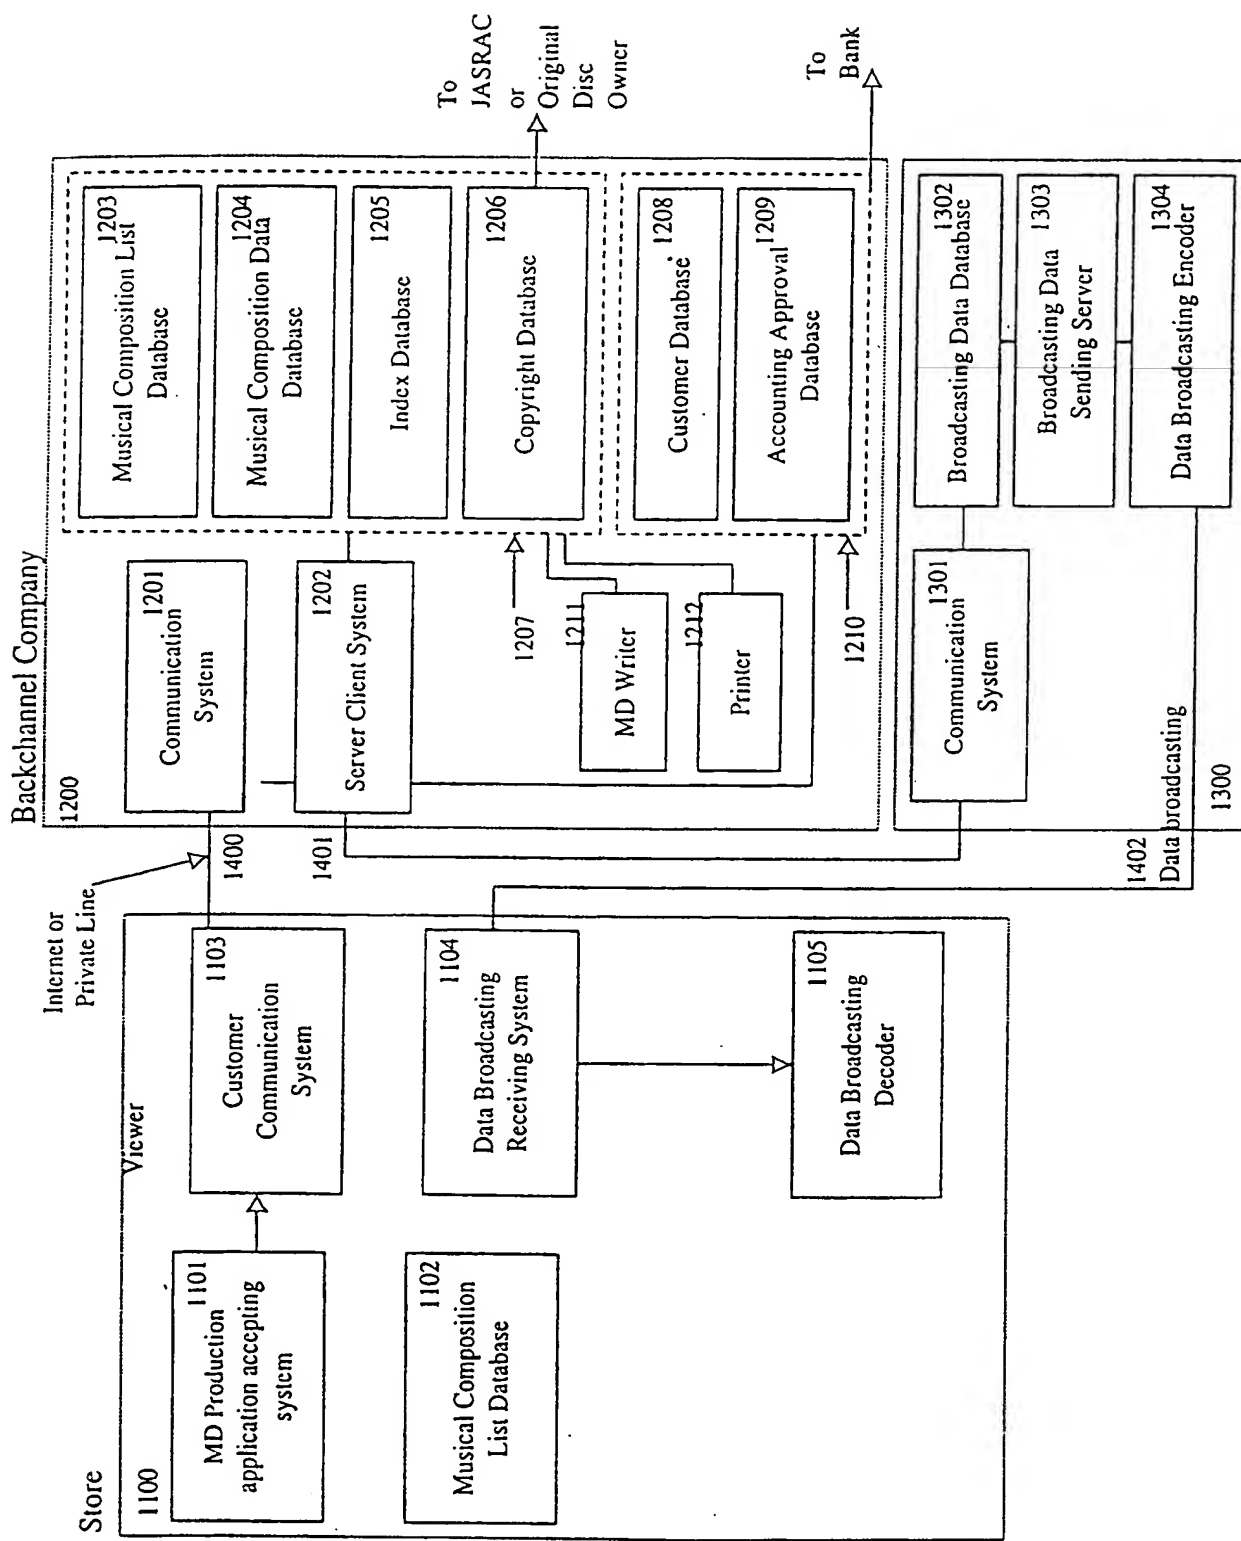 Store
1100
Viewer
1101
MD Production
application accepting
system
1102
Musical Composition
List Database
1103
Customer
Communication
System
1104
Data Broadcasting
Receiving System
1105
Data Broadcasting
Decoder
Internet or
Private Line
1400
1401
1402
Data broadcasting
Backchannel Company
1200
1201
Communication
System
1202
Server Client System
1203
Musical Composition List
Database
1204
Musical Composition Data
Database
1205
Index Database
1206
Copyright Database
1207
1208
Customer Database
1209
Accounting Approval
Database
1210
1211
MD Writer
1212
Printer
To
JASRAC
or
Original
Disc
Owner
To
Bank
1300
1301
Communication
System
1302
Broadcasting Data Database
1303
Broadcasting Data
Sending Server
1304
Data Broadcasting Encoder